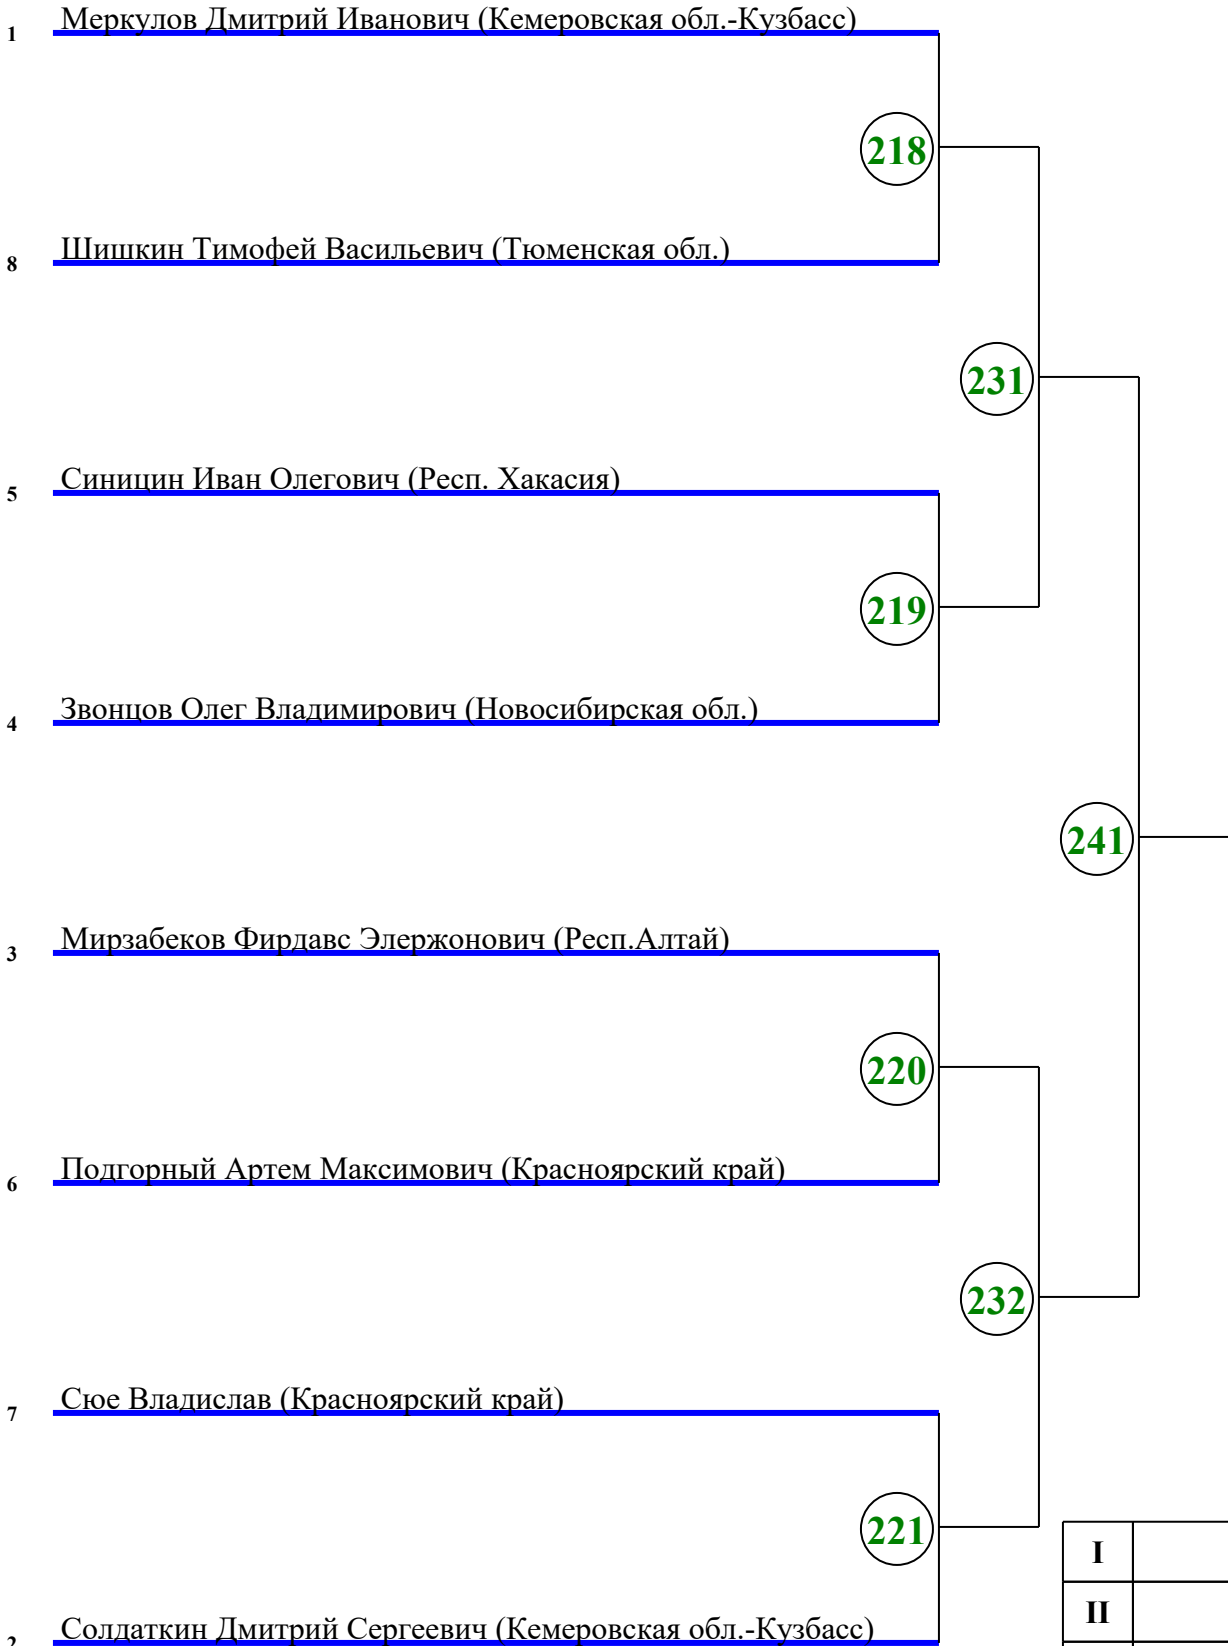 1 Меркулов Дмитрий Иванович (Кемеровская обл.-Кузбасс)
218
8 Шишкин Тимофей Васильевич (Тюменская обл.)
231
5 Синицин Иван Олегович (Респ. Хакасия)
219
4 Звонцов Олег Владимирович (Новосибирская обл.)
241
3 Мирзабеков Фирдавс Элержонович (Респ.Алтай)
220
6 Подгорный Артем Максимович (Красноярский край)
232
7 Сюе Владислав (Красноярский край)
221
I
II
2 Солдаткин Дмитрий Сергеевич (Кемеровская обл.-Кузбасс)